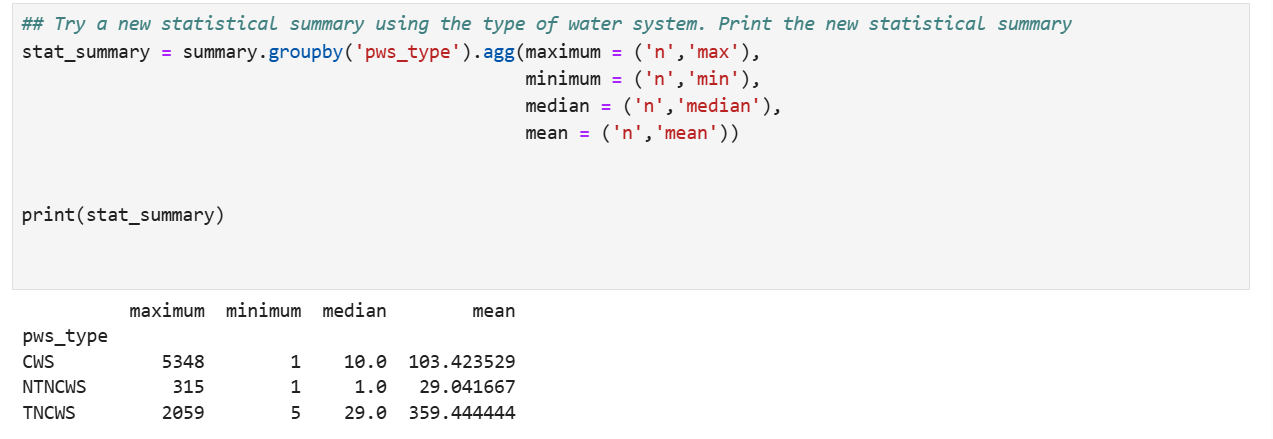 ## Try a new statistical summary using the type of water system. Print the new statistical summary
stat_summary = summary.groupby('pws_type').agg(maximum = ('n','max'),
                                               minimum = ('n','min'),
                                               median = ('n','median'),
                                               mean = ('n','mean'))
print(stat_summary)
          maximum  minimum  median        mean
pws_type
CWS          5348        1    10.0  103.423529
NTNCWS        315        1     1.0   29.041667
TNCWS        2059        5    29.0  359.444444